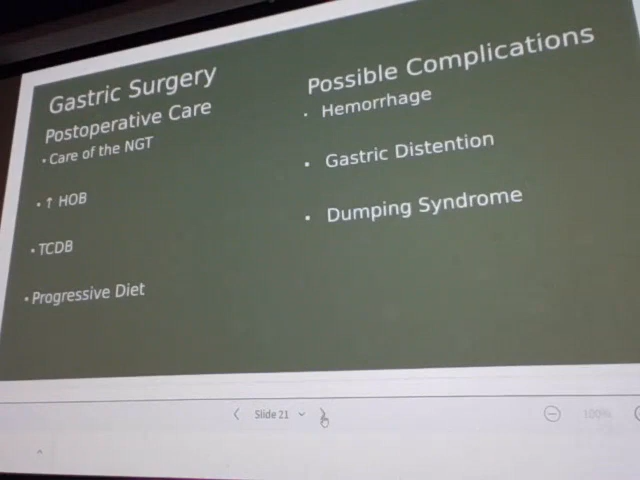 Gastric Surgery
Postoperative Care
• Care of the NGT
• ↑ HOB
• TCDB
• Progressive Diet
Possible Complications
• Hemorrhage
• Gastric Distention
• Dumping Syndrome
Slide 21
100%